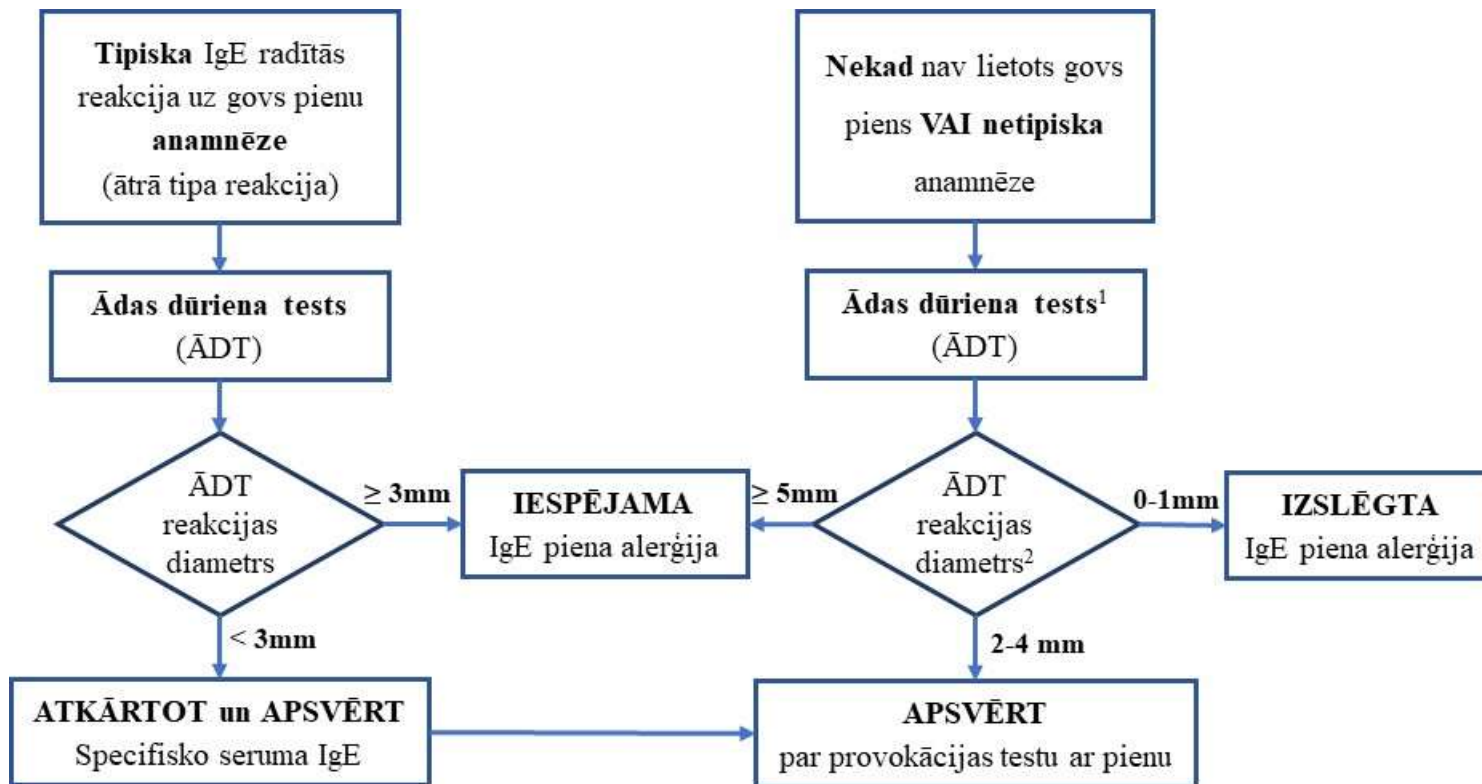 Tipiska IgE radītās
reakcija uz govs pienu
anamnēze
(ātrā tipa reakcija)
Nekad nav lietots govs
piens VAI netipiska
anamnēze
Ādas dūriena tests
(ĀDT)
Ādas dūriena tests¹
(ĀDT)
ĀDT
reakcijas
diametrs
≥ 3mm
IESPĒJAMA
IgE piena alerģija
≥ 5mm
ĀDT
reakcijas
diametrs²
0-1mm
IZSLĒGTA
IgE piena alerģija
< 3mm
2-4 mm
ATKĀRTOT un APSVĒRT
Specifisko seruma IgE
APSVĒRT
par provokācijas testu ar pienu